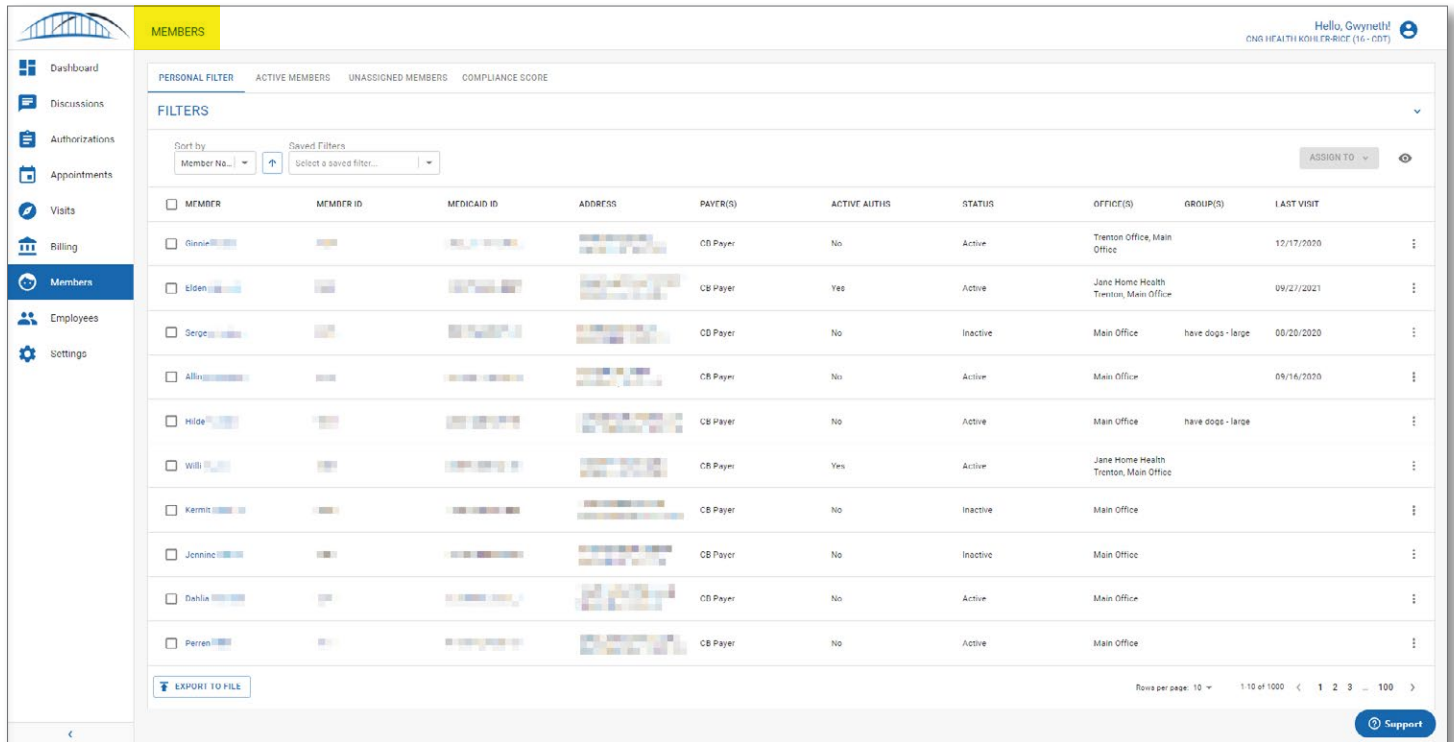 MEMBERS
Hello, Gwyneth!
CNG HEALTH KOHLER-RICE (16 - CDT)
Dashboard
Discussions
Authorizations
Appointments
Visits
Billing
Members
Employees
Settings
PERSONAL FILTER ACTIVE MEMBERS UNASSIGNED MEMBERS COMPLIANCE SCORE
FILTERS
Sort by Saved Filters
Member Na... Select a saved filter... ASSIGN TO
MEMBER MEMBER ID MEDICAID ID ADDRESS PAYER(S) ACTIVE AUTHS STATUS OFFICE(S) GROUP(S) LAST VISIT
Ginnie CB Payer No Active Trenton Office, Main 12/17/2020
Office
Elden CB Payer Yes Active Jane Home Health 09/27/2021
Trenton, Main Office
Serge CB Payer No Inactive Main Office have dogs - large 08/20/2020
Allin CB Payer No Active Main Office 09/16/2020
Hilde CB Payer No Active Main Office have dogs - large
Willi CB Payer Yes Active Jane Home Health
Trenton, Main Office
Kermit CB Payer No Inactive Main Office
Jennine CB Payer No Inactive Main Office
Dahlia CB Payer No Active Main Office
Perren CB Payer No Active Main Office
EXPORT TO FILE Rows per page: 10 1-10 of 1000 < 1 2 3 ... 100 >
Support